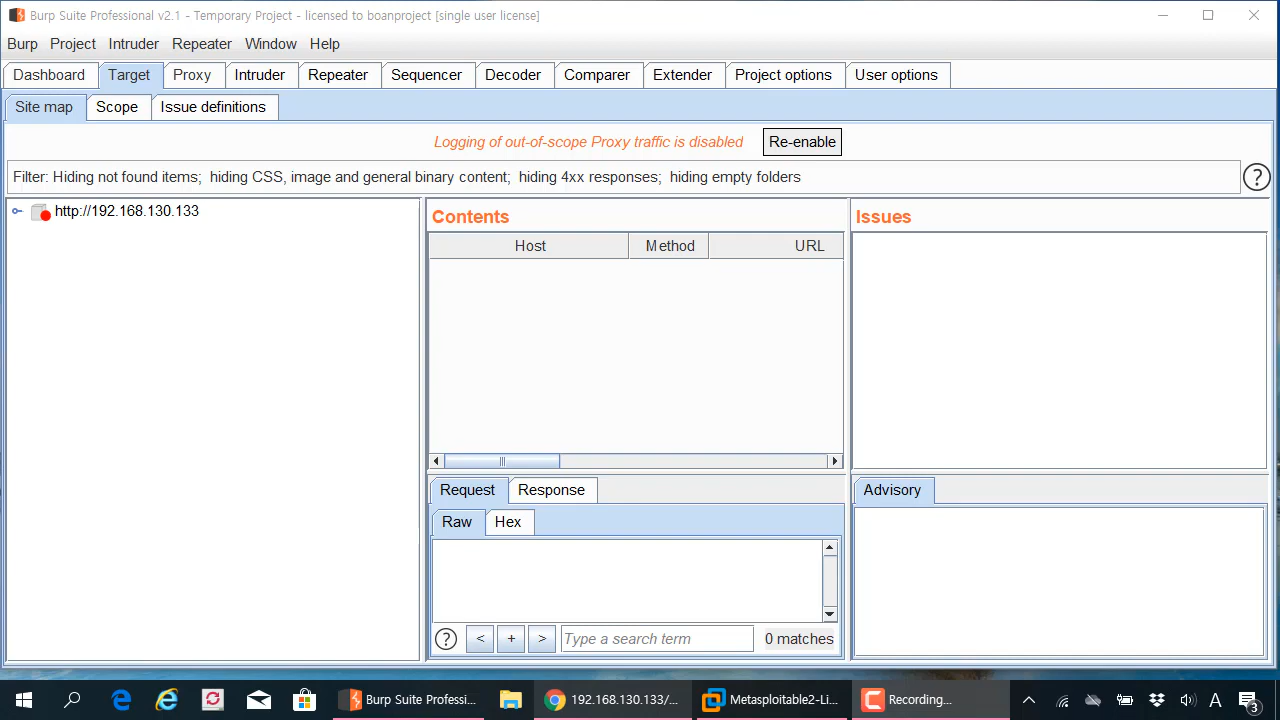 Burp Suite Professional v2.1 - Temporary Project - licensed to boanproject [single user license]
Burp Project Intruder Repeater Window Help
Dashboard Target Proxy Intruder Repeater Sequencer Decoder Comparer Extender Project options User options
Site map Scope Issue definitions
Logging of out-of-scope Proxy traffic is disabled Re-enable
Filter: Hiding not found items; hiding CSS, image and general binary content; hiding 4xx responses; hiding empty folders ?
http://192.168.130.133
Contents
Host Method URL
Issues
Request Response
Raw Hex
? < + > Type a search term 0 matches
Advisory
Burp Suite Professi... 192.168.130.133/... Metasploitable2-Li... Recording... A 3